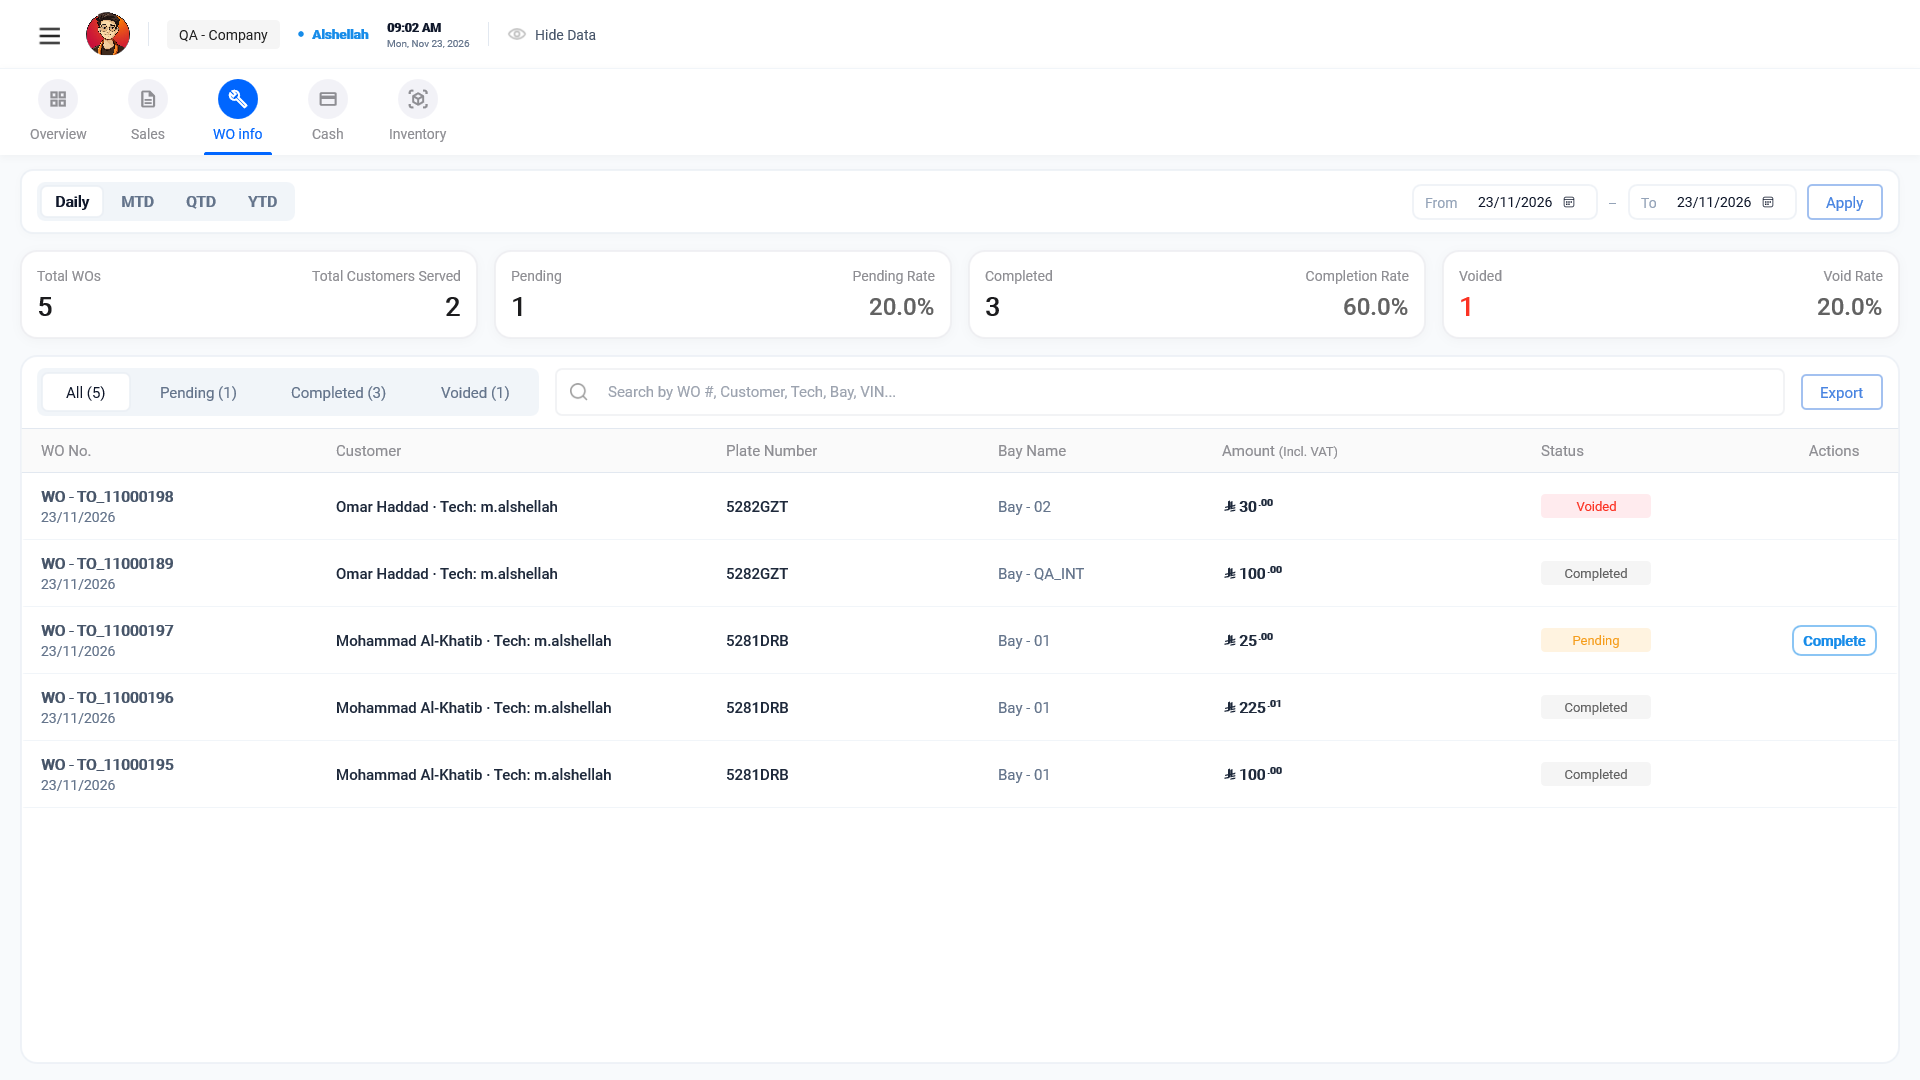 QA - Company
• Alshellah
09:02 AM
Mon, Nov 23, 2026
Hide Data
Overview
Sales
WO info
Cash
Inventory
Daily
MTD
QTD
YTD
From 23/11/2026 – To 23/11/2026
Apply
Total WOs
5
Total Customers Served
2
Pending
1
Pending Rate
20.0%
Completed
3
Completion Rate
60.0%
Voided
1
Void Rate
20.0%
All (5)
Pending (1)
Completed (3)
Voided (1)
Search by WO #, Customer, Tech, Bay, VIN...
Export
WO No. Customer Plate Number Bay Name Amount (Incl. VAT) Status Actions
WO - TO_11000198
23/11/2026
Omar Haddad · Tech: m.alshellah 5282GZT Bay - 02 30.00 Voided
WO - TO_11000189
23/11/2026
Omar Haddad · Tech: m.alshellah 5282GZT Bay - QA_INT 100.00 Completed
WO - TO_11000197
23/11/2026
Mohammad Al-Khatib · Tech: m.alshellah 5281DRB Bay - 01 25.00 Pending Complete
WO - TO_11000196
23/11/2026
Mohammad Al-Khatib · Tech: m.alshellah 5281DRB Bay - 01 225.01 Completed
WO - TO_11000195
23/11/2026
Mohammad Al-Khatib · Tech: m.alshellah 5281DRB Bay - 01 100.00 Completed